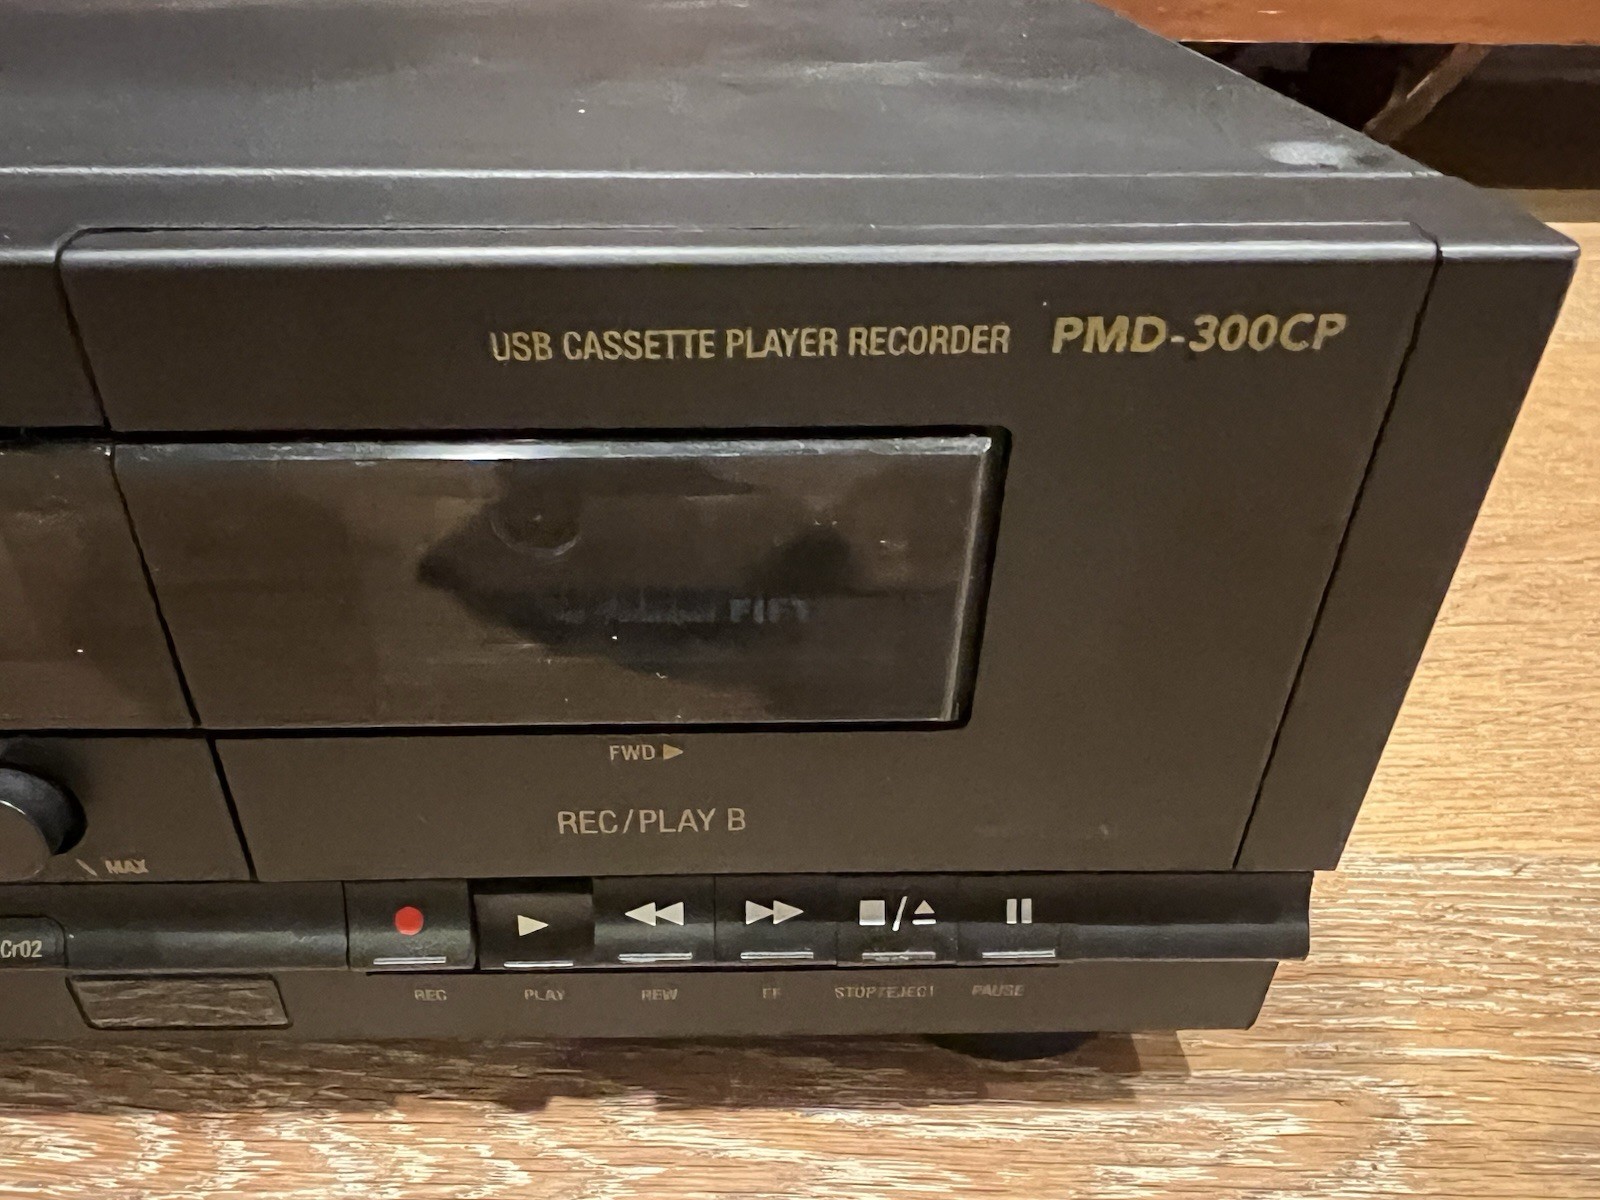 USB CASSETTE PLAYER RECORDER PMD-300CP
FWD
REC/PLAY B
MAX
Cr02
REC PLAY REW FF STOP/EJECT PAUSE